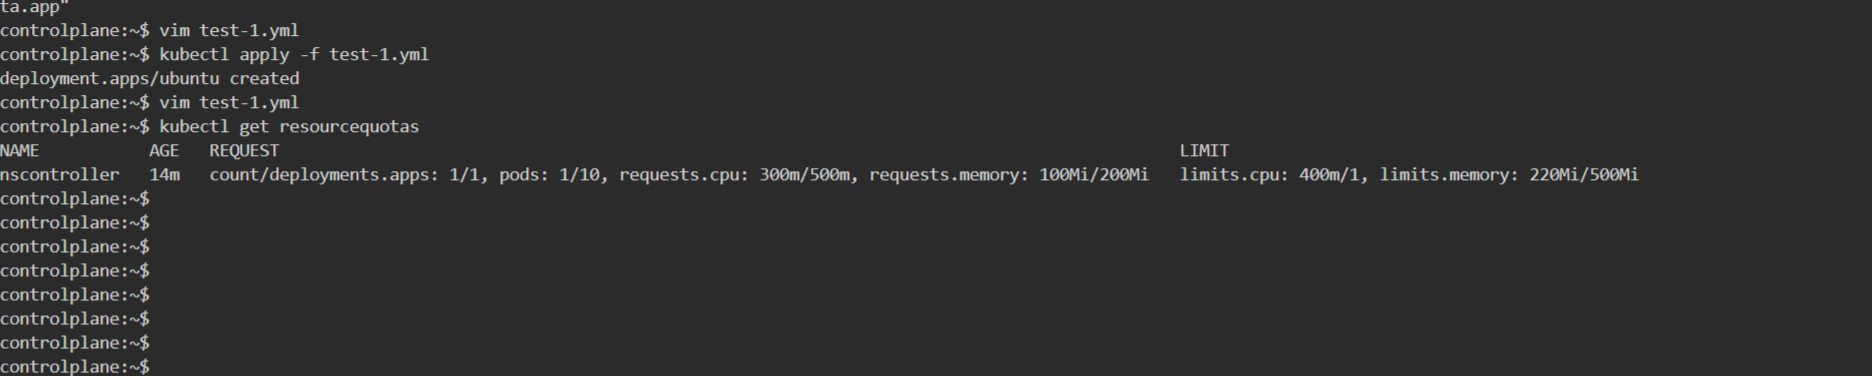 ta.app"
controlplane:~$ vim test-1.yml
controlplane:~$ kubectl apply -f test-1.yml
deployment.apps/ubuntu created
controlplane:~$ vim test-1.yml
controlplane:~$ kubectl get resourcequotas
NAME AGE REQUEST LIMIT
nscontroller 14m count/deployments.apps: 1/1, pods: 1/10, requests.cpu: 300m/500m, requests.memory: 100Mi/200Mi limits.cpu: 400m/1, limits.memory: 220Mi/500Mi
controlplane:~$
controlplane:~$
controlplane:~$
controlplane:~$
controlplane:~$
controlplane:~$
controlplane:~$
controlplane:~$